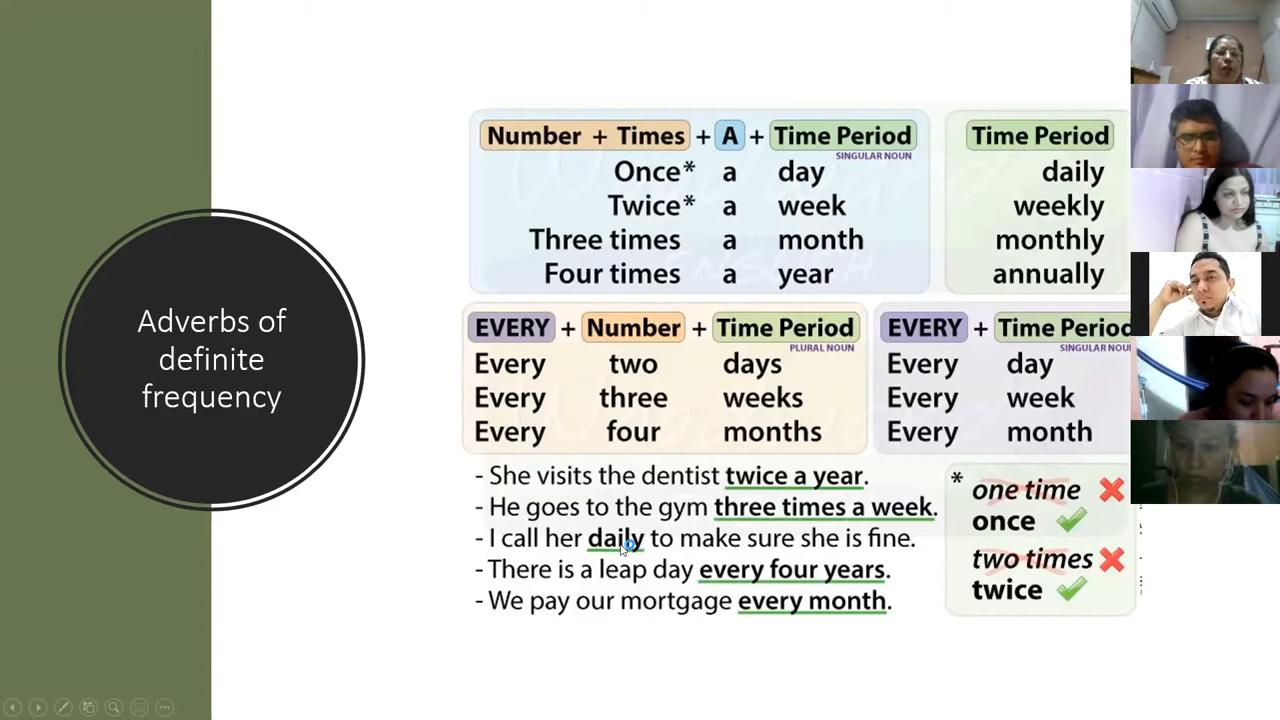 Adverbs of
definite
frequency
Number + Times + A + Time Period
SINGULAR NOUN
Once* a day
Twice* a week
Three times a month
Four times a year
Time Period
daily
weekly
monthly
annually
EVERY + Number + Time Period
PLURAL NOUN
Every two days
Every three weeks
Every four months
EVERY + Time Period
SINGULAR NOU
Every day
Every week
Every month
- She visits the dentist twice a year.
- He goes to the gym three times a week.
- I call her daily to make sure she is fine.
- There is a leap day every four years.
- We pay our mortgage every month.
* one time
once
two times
twice